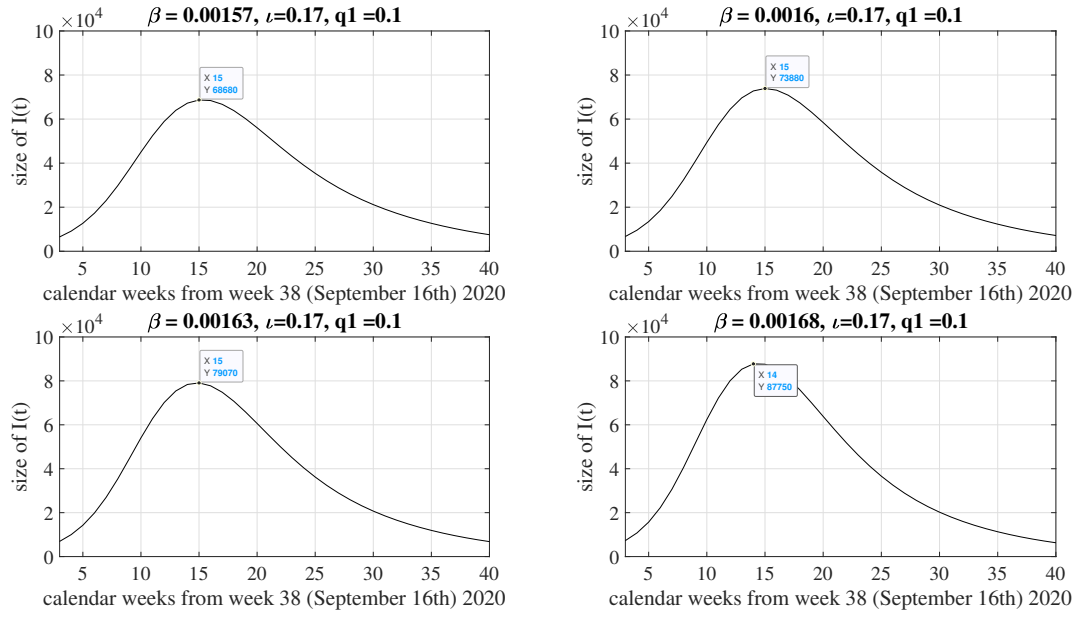 β = 0.00157, ι=0.17, q1 =0.1
×10⁴
10
8
6
4
2
0
size of I(t)
X 15
Y 68680
5 10 15 20 25 30 35 40
calendar weeks from week 38 (September 16th) 2020
β = 0.0016, ι=0.17, q1 =0.1
×10⁴
10
8
6
4
2
0
size of I(t)
X 15
Y 73880
5 10 15 20 25 30 35 40
calendar weeks from week 38 (September 16th) 2020
β = 0.00163, ι=0.17, q1 =0.1
×10⁴
10
8
6
4
2
0
size of I(t)
X 15
Y 79070
5 10 15 20 25 30 35 40
calendar weeks from week 38 (September 16th) 2020
β = 0.00168, ι=0.17, q1 =0.1
×10⁴
10
8
6
4
2
0
size of I(t)
X 14
Y 87750
5 10 15 20 25 30 35 40
calendar weeks from week 38 (September 16th) 2020